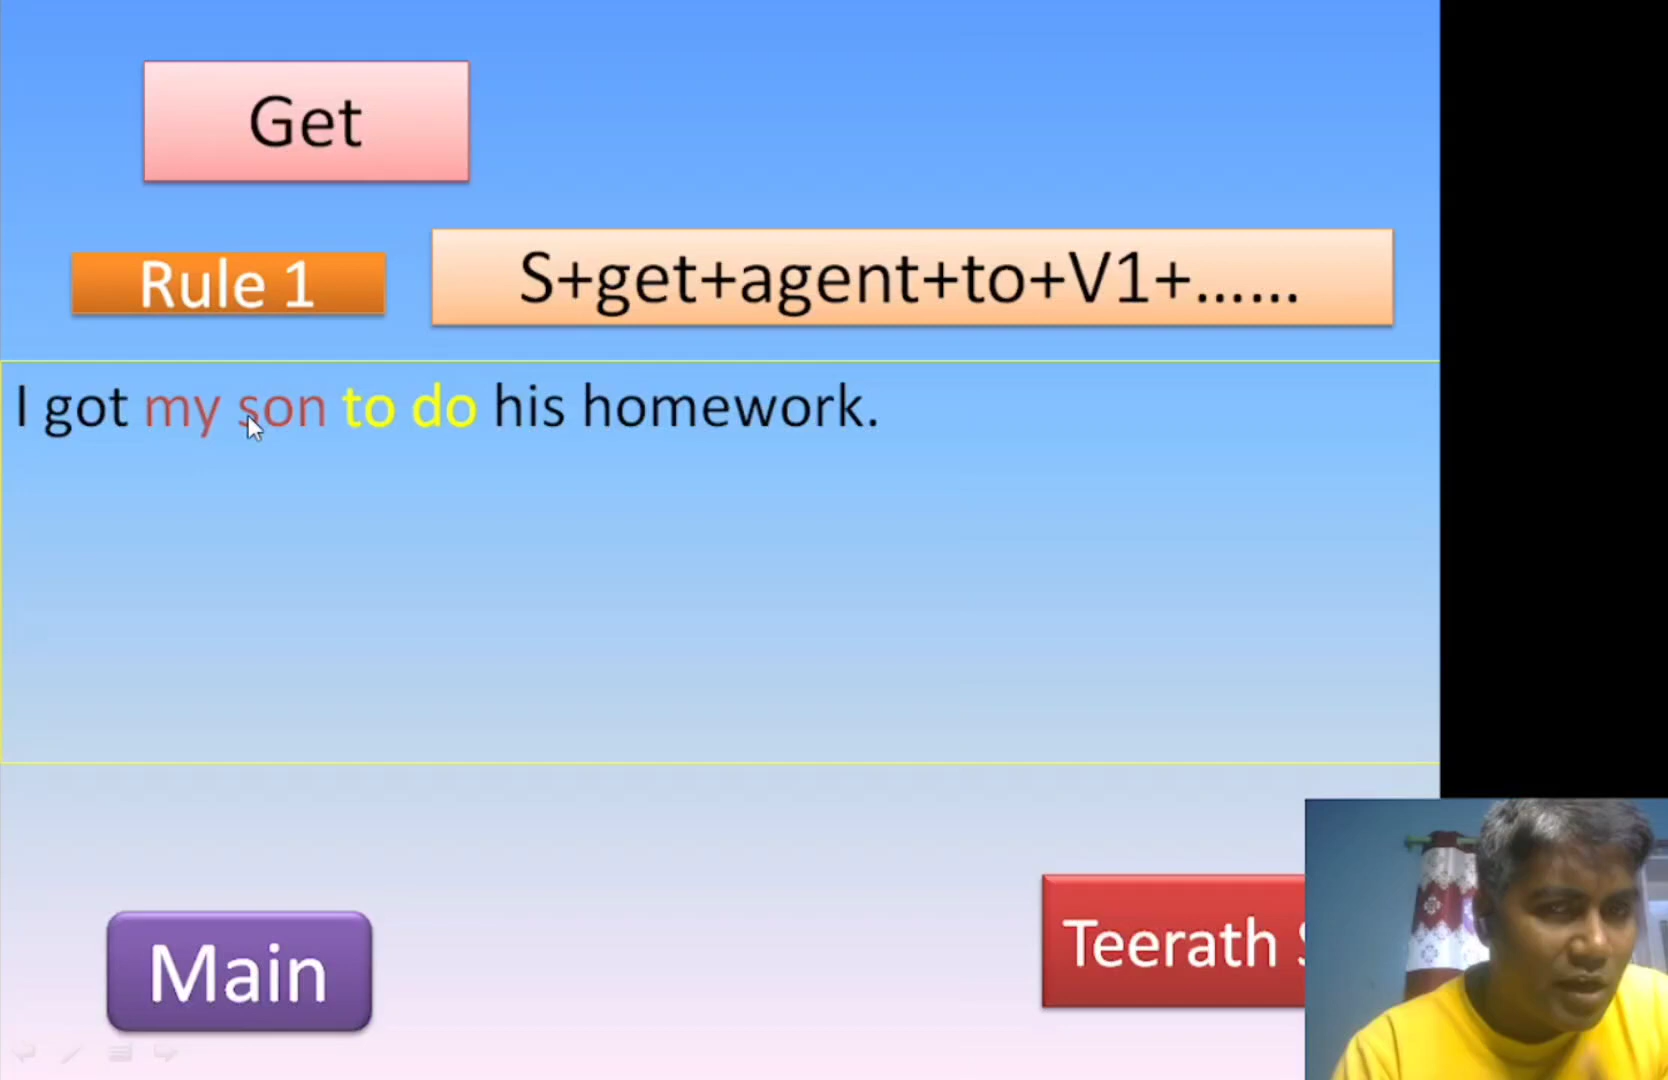 Get
Rule 1
S+get+agent+to+V1+......
I got my son to do his homework.
Main
Teerath